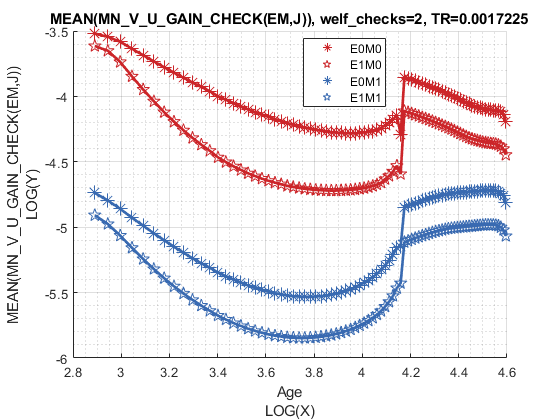 MEAN(MN_V_U_GAIN_CHECK(EM,J)), welf_checks=2, TR=0.0017225
E0M0
E1M0
E0M1
E1M1
-3.5
-4
-4.5
-5
-5.5
-6
MEAN(MN_V_U_GAIN_CHECK(EM,J))
LOG(Y)
2.8 3 3.2 3.4 3.6 3.8 4 4.2 4.4 4.6
Age
LOG(X)